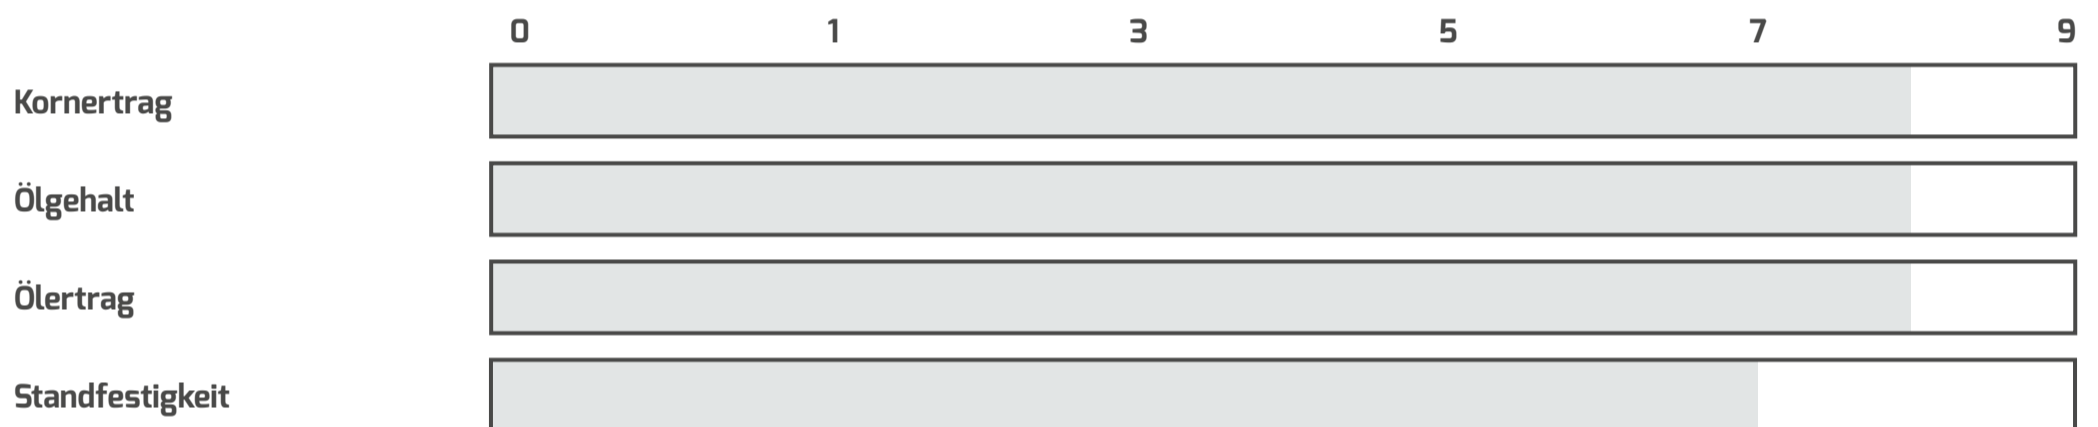 0 1 3 5 7 9
Kornertrag
Ölgehalt
Ölertrag
Standfestigkeit